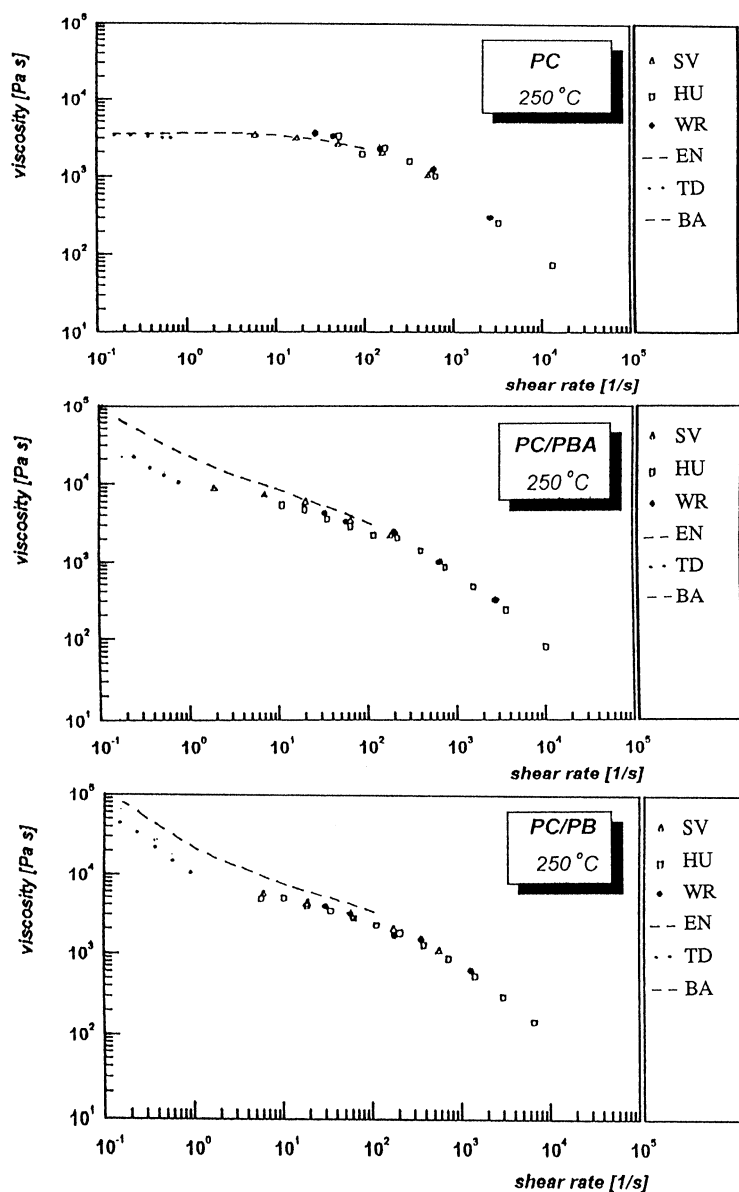 viscosity [Pa s]
10⁵
10⁴
10³
10²
10¹
PC
250 °C
SV
HU
WR
EN
TD
BA
10⁻¹ 10⁰ 10¹ 10² 10³ 10⁴ 10⁵
shear rate [1/s]
viscosity [Pa s]
10⁵
10⁴
10³
10²
10¹
PC/PBA
250 °C
SV
HU
WR
EN
TD
BA
10⁻¹ 10⁰ 10¹ 10² 10³ 10⁴ 10⁵
shear rate [1/s]
viscosity [Pa s]
10⁵
10⁴
10³
10²
10¹
PC/PB
250 °C
SV
HU
WR
EN
TD
BA
10⁻¹ 10⁰ 10¹ 10² 10³ 10⁴ 10⁵
shear rate [1/s]